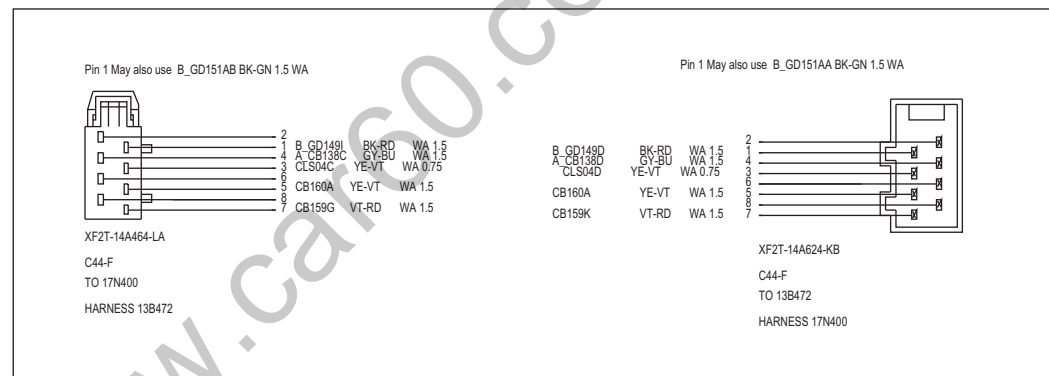 Pin 1 May also use B_GD151AB BK-GN 1.5 WA
2
1 B_GD149I BK-RD WA 1.5
4 A_CB138C GY-BU WA 1.5
3 CLS04C YE-VT WA 0.75
6
5 CB160A YE-VT WA 1.5
8
7 CB159G VT-RD WA 1.5
XF2T-14A464-LA
C44-F
TO 17N400
HARNESS 13B472
Pin 1 May also use B_GD151AA BK-GN 1.5 WA
2
B_GD149D BK-RD WA 1.5 1
A_CB138D GY-BU WA 1.5 4
CLS04D YE-VT WA 0.75 3
6
CB160A YE-VT WA 1.5 5
8
CB159K VT-RD WA 1.5 7
XF2T-14A624-KB
C44-F
TO 13B472
HARNESS 17N400
www.car60.co